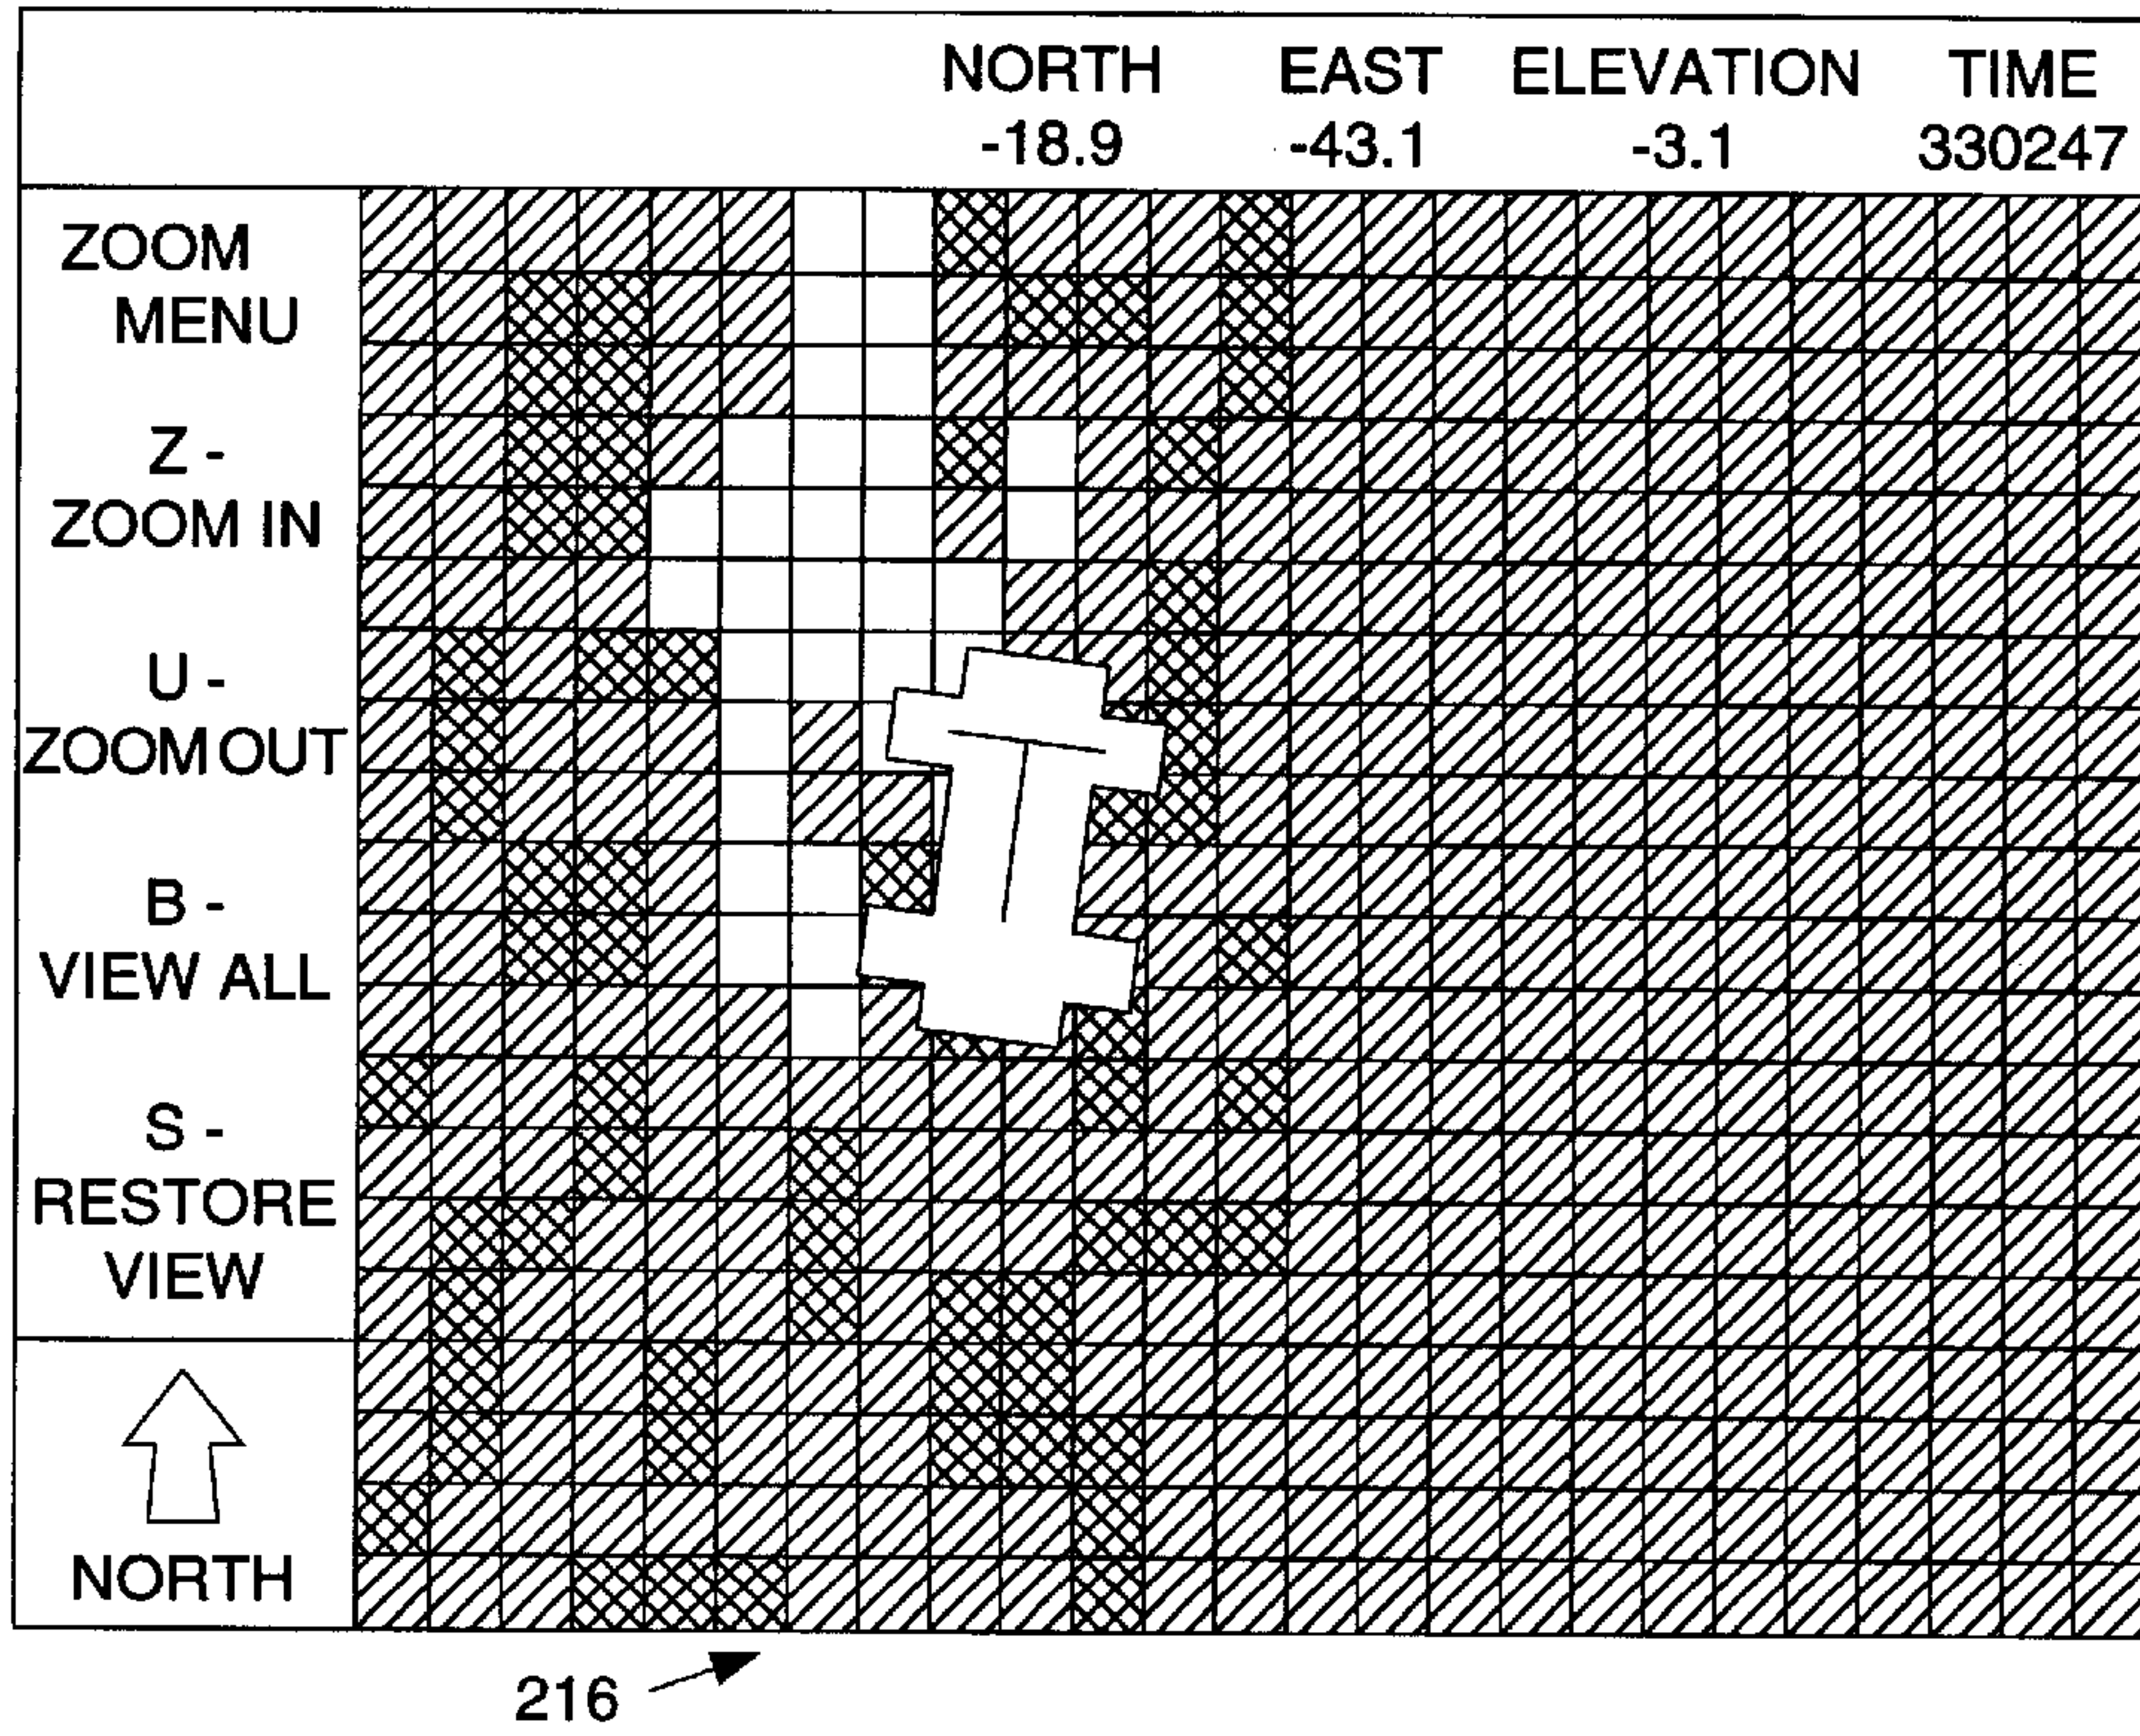 NORTH EAST ELEVATION TIME
-18.9 -43.1 -3.1 330247
ZOOM
MENU
Z -
ZOOM IN
U -
ZOOM OUT
B -
VIEW ALL
S -
RESTORE
VIEW
NORTH
216